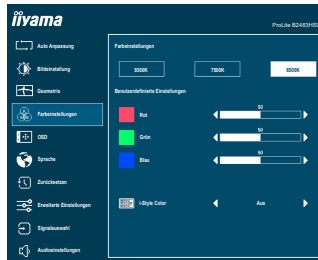 iiyama
ProLite B2483HSU
Auto Anpassung
Bildeinstellung
Geometrie
Farbeinstellungen
OSD
Sprache
Zurücksetzen
Erweiterte Einstellungen
Signalauswahl
Audioeinstellungen
Farbeinstellungen
9300K
7500K
6500K
Benutzerdefinierte Einstellungen
Rot
50
Grün
50
Blau
50
i-Style Color
Aus